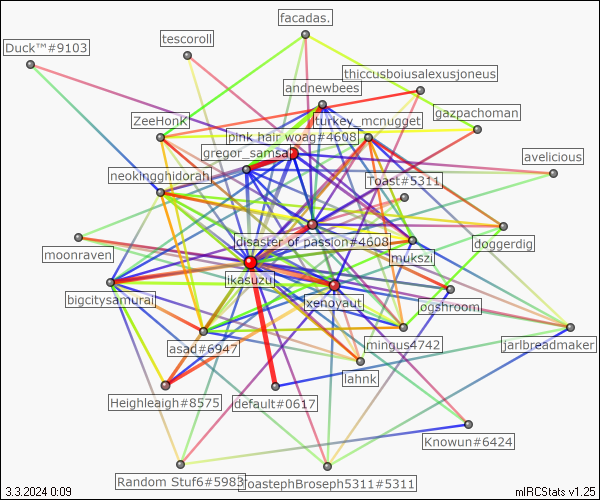 facadas.
Duck™#9103
tescoroll
thiccusboiusalexusjoneus
andnewbees
gazpachoman
ZeeHonK
turkey_mcnugget
pink hair woag#4608
gregor_samsa
avelicious
neokingghidorah
Toast#5311
disaster of passion#4608
doggerdig
moonraven
mukszi
ikasuzu
bigcitysamurai
xenoyaut
ogshroom
asad#6947
mingus4742
jarlbreadmaker
lahnk
Heighleaigh#8575
default#0617
Knowun#6424
Random Stuf6#5983
ToastephBroseph5311#5311
3.3.2024 0:09
mIRCStats v1.25